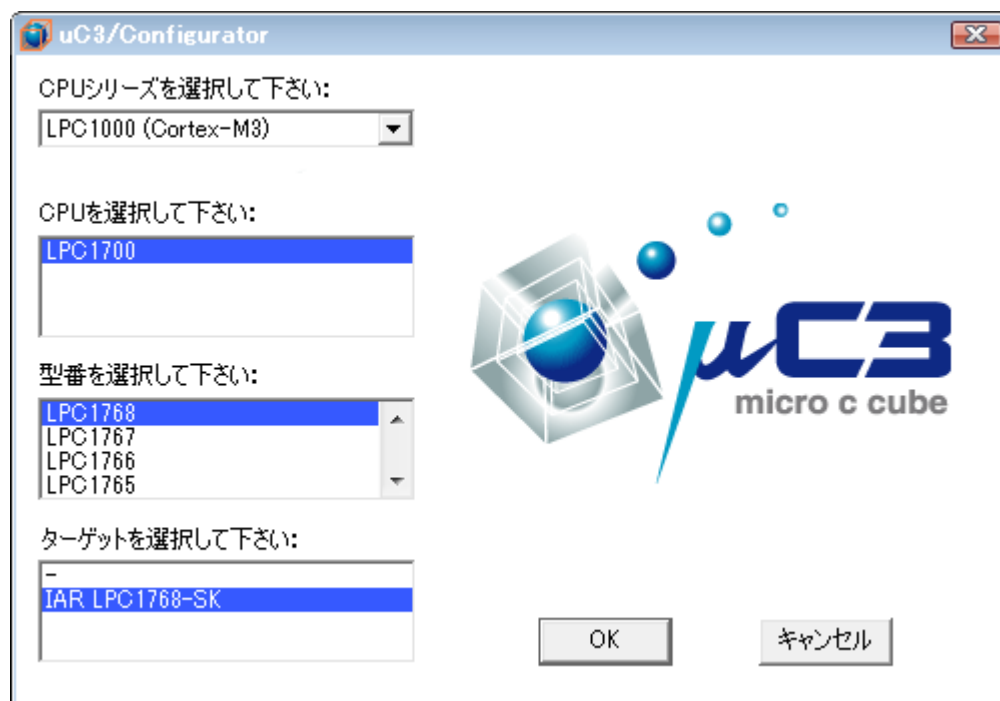 uC3/Configurator
CPUシリーズを選択して下さい:
LPC1000 (Cortex-M3)
CPUを選択して下さい:
LPC1700
型番を選択して下さい:
LPC1768
LPC1767
LPC1766
LPC1765
ターゲットを選択して下さい:
-
IAR LPC1768-SK
μC3
micro c cube
OK
キャンセル